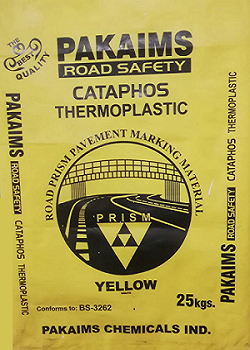 THE
BEST
QUALITY
PAKAIMS
ROAD SAFETY
CATAPHOS
THERMOPLASTIC
PAKAIMS
ROAD SAFETY
CATAPHOS THERMOPLASTIC
ROAD PRISM PAVEMENT MARKING MATERIAL
PRISM
YELLOW
PAKAIMS
ROAD SAFETY
CATAPHOS THERMOPLASTIC
25kgs.
Conforms to: BS-3262
PAKAIMS CHEMICALS IND.